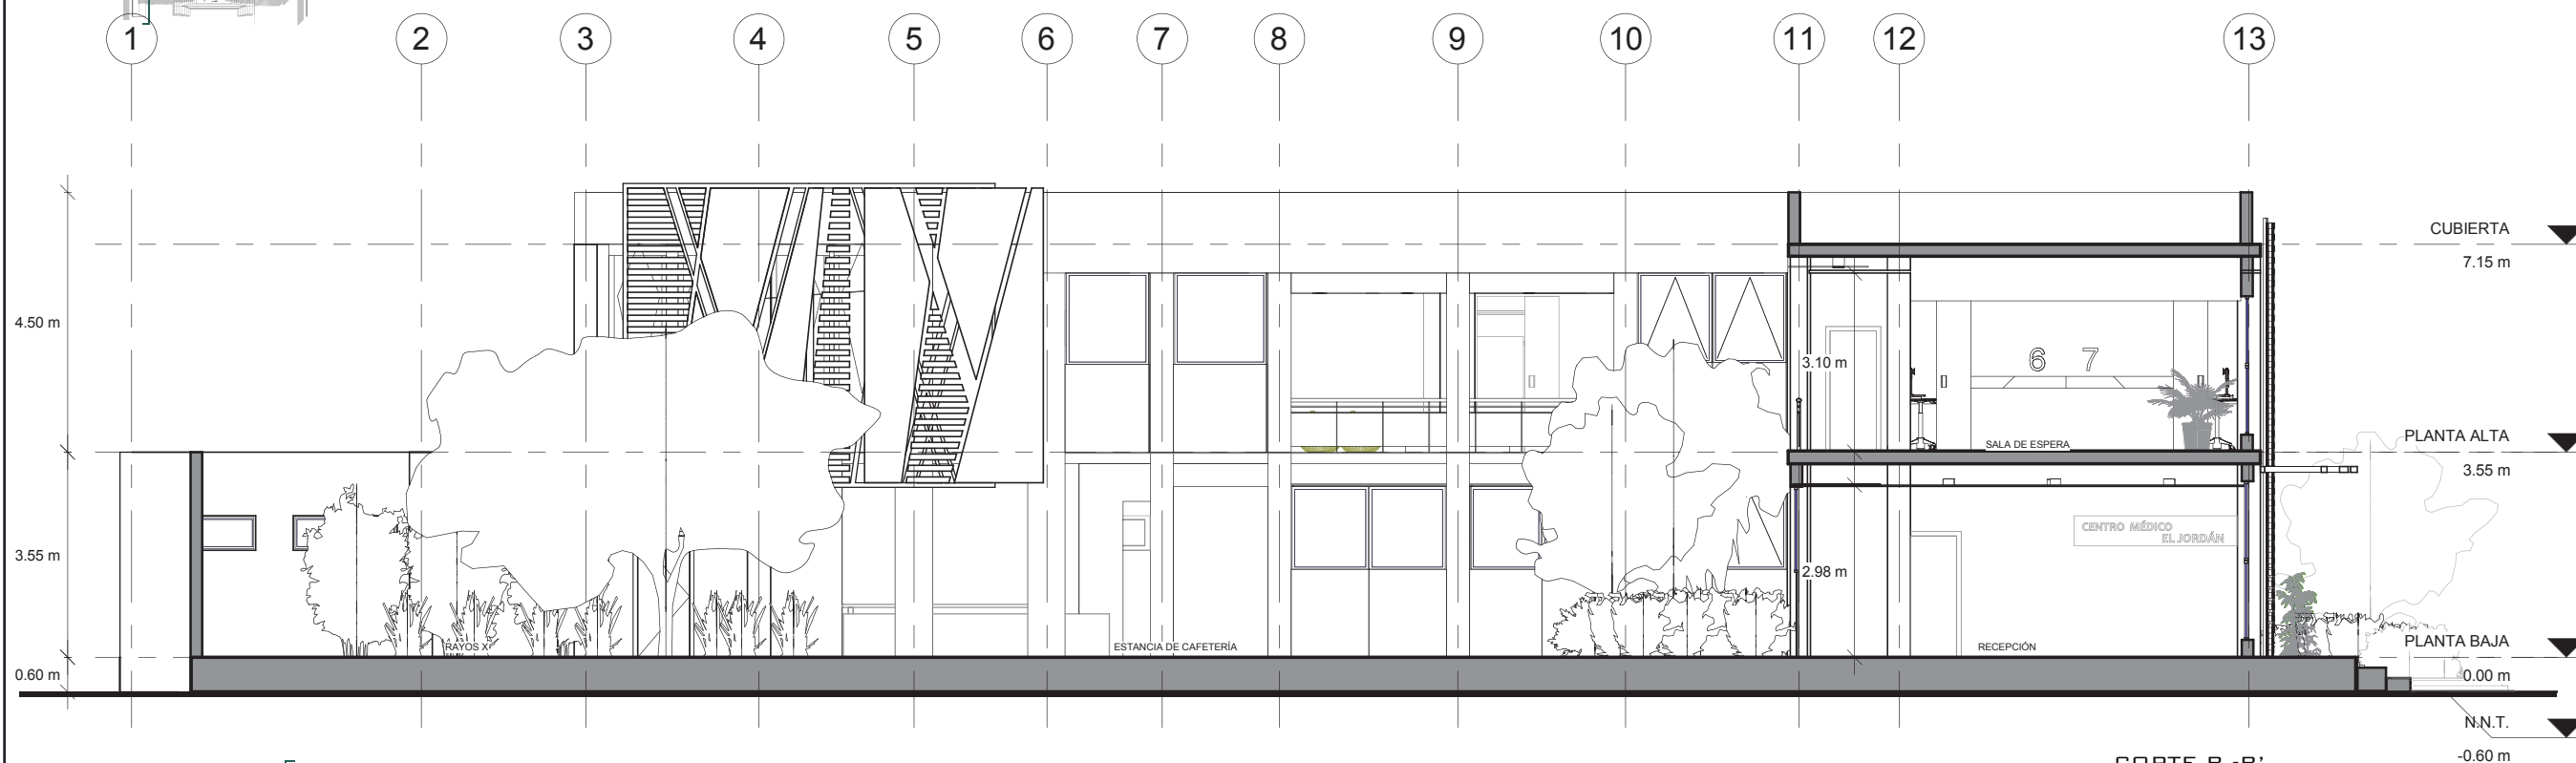 1 2 3 4 5 6 7 8 9 10 11 12 13
CUBIERTA
7.15 m
4.50 m
3.10 m
6 7
PLANTA ALTA
SALA DE ESPERA
3.55 m
CENTRO MÉDICO
EL JORDÁN
3.55 m
2.98 m
PLANTA BAJA
RAYOS X
ESTANCIA DE CAFETERÍA
RECEPCIÓN
0.60 m
0.00 m
N.N.T.
-0.60 m
CORTE B-B'